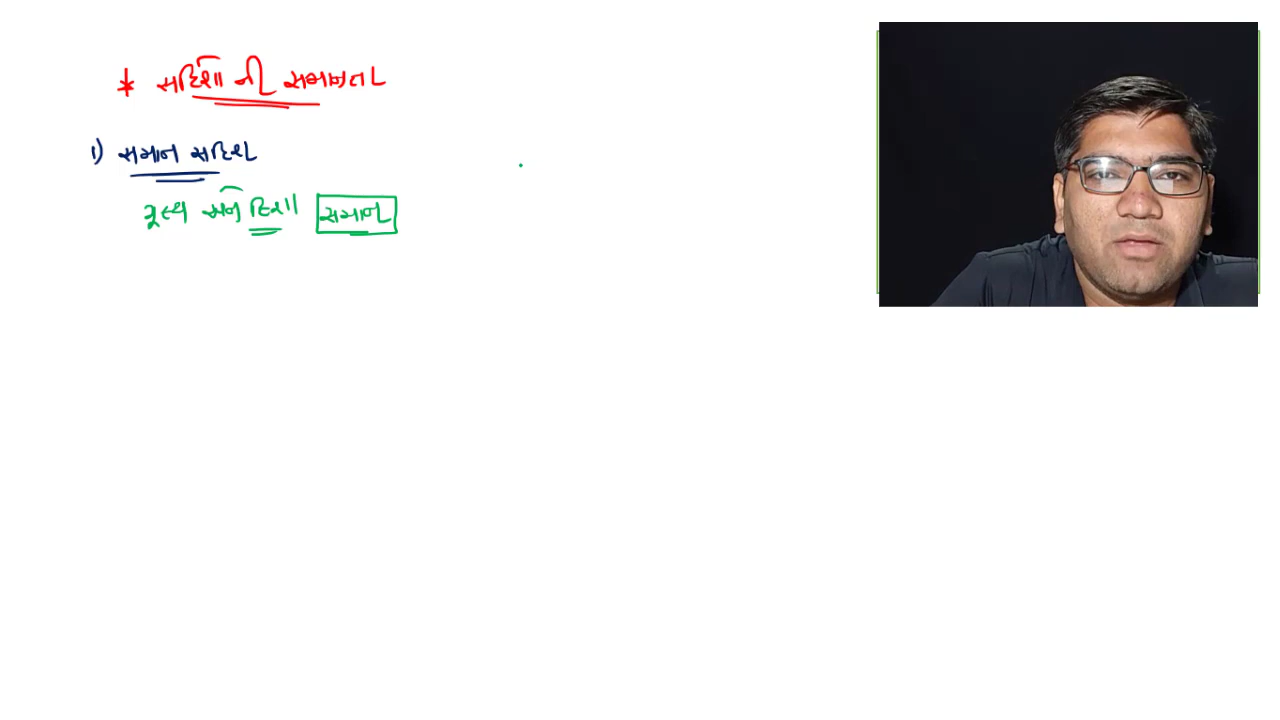 * સદિશોની સમાનતા
1) સમાન સદિશ
મૂલ્ય અને દિશા સમાન